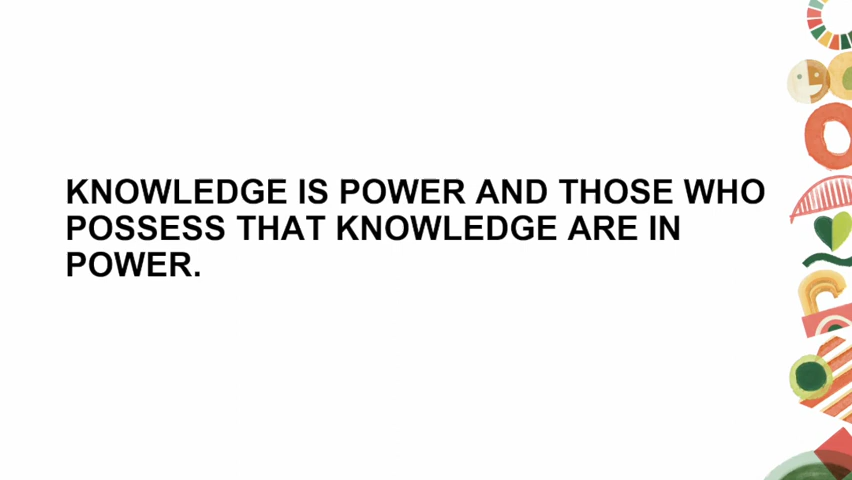 KNOWLEDGE IS POWER AND THOSE WHO
POSSESS THAT KNOWLEDGE ARE IN
POWER.